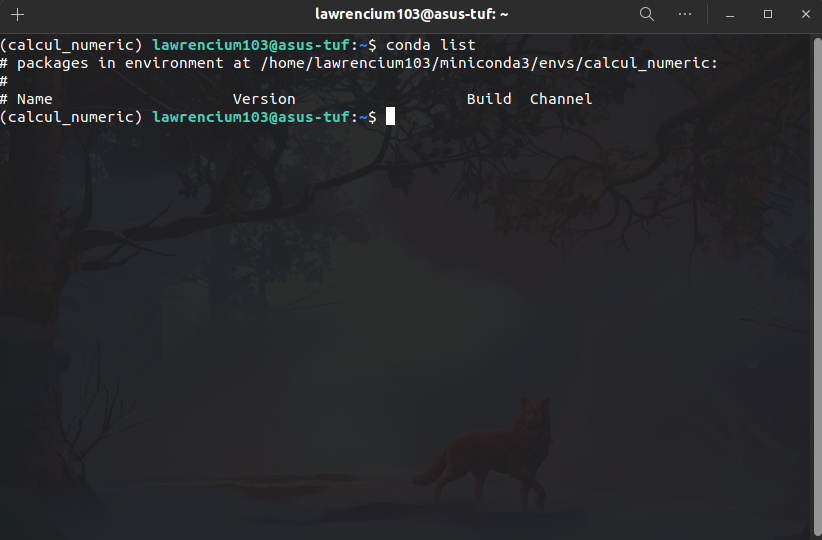 lawrencium103@asus-tuf: ~
(calcul_numeric) lawrencium103@asus-tuf:~$ conda list
# packages in environment at /home/lawrencium103/miniconda3/envs/calcul_numeric:
#
# Name                    Version                   Build  Channel
(calcul_numeric) lawrencium103@asus-tuf:~$